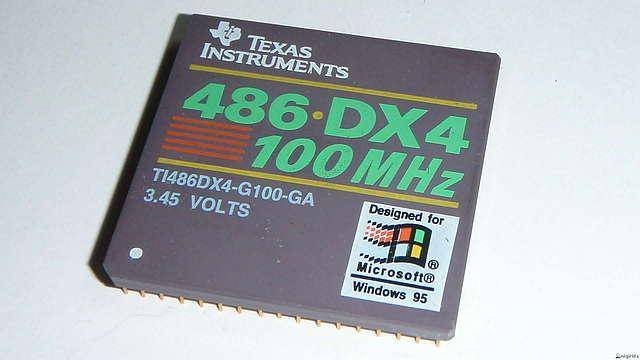 TEXAS
INSTRUMENTS
486·DX4
100MHz
TI486DX4-G100-GA
3.45 VOLTS
Designed for
Microsoft®
Windows 95